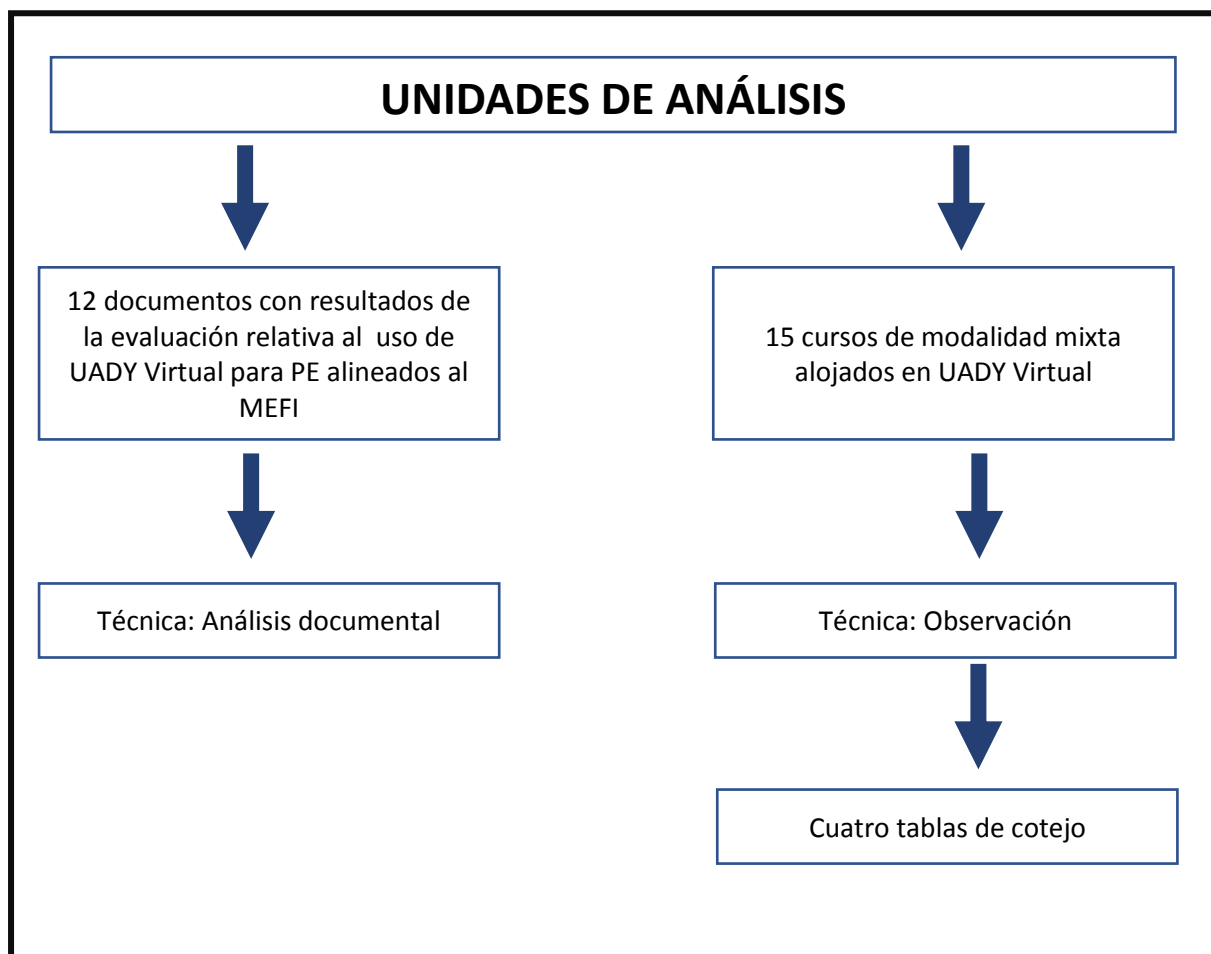 UNIDADES DE ANÁLISIS
12 documentos con resultados de
la evaluación relativa al uso de
UADY Virtual para PE alineados al
MEFI
15 cursos de modalidad mixta
alojados en UADY Virtual
Técnica: Análisis documental
Técnica: Observación
Cuatro tablas de cotejo